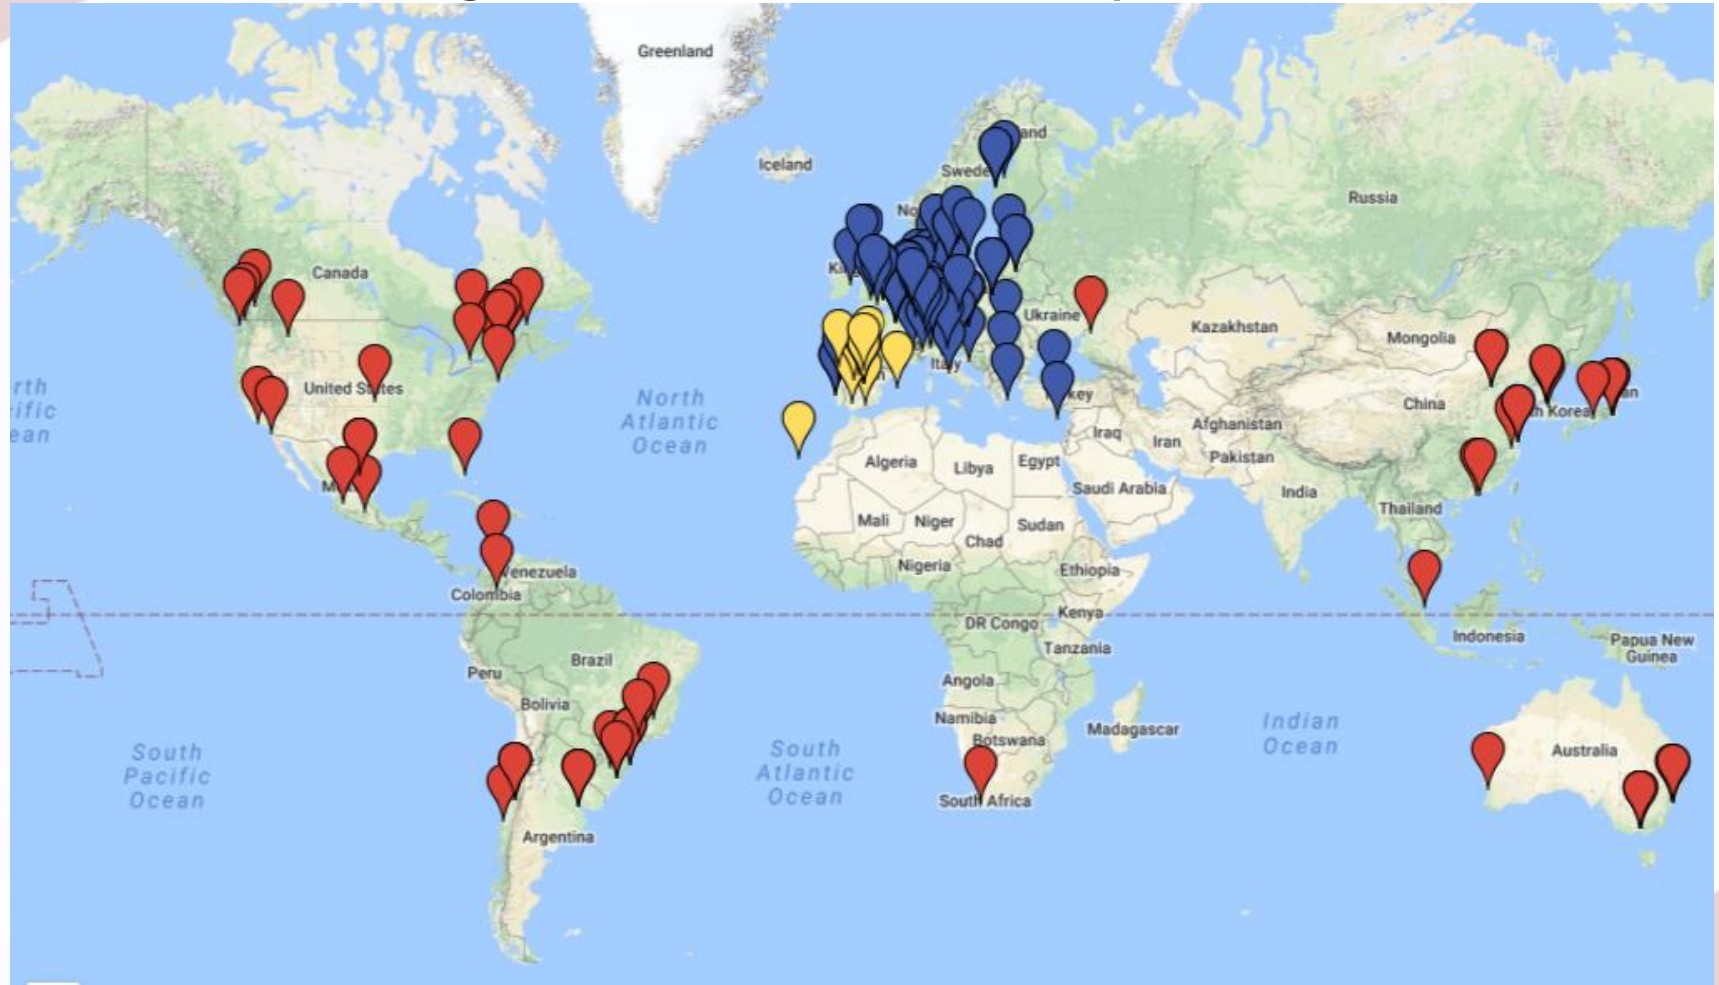 Greenland
Iceland
Russia
Canada
Ukraine
Kazakhstan
Mongolia
United States
Italy
China
North
Atlantic
Ocean
Iraq
Iran
Afghanistan
Pakistan
Algeria
Libya
Egypt
Saudi Arabia
India
Thailand
Mali
Niger
Chad
Sudan
Nigeria
Ethiopia
Venezuela
Colombia
Kenya
DR Congo
Tanzania
Indonesia
Papua New
Guinea
Brazil
Peru
Bolivia
Angola
Namibia
Botswana
Madagascar
South Africa
Indian
Ocean
Australia
South
Pacific
Ocean
South
Atlantic
Ocean
Argentina